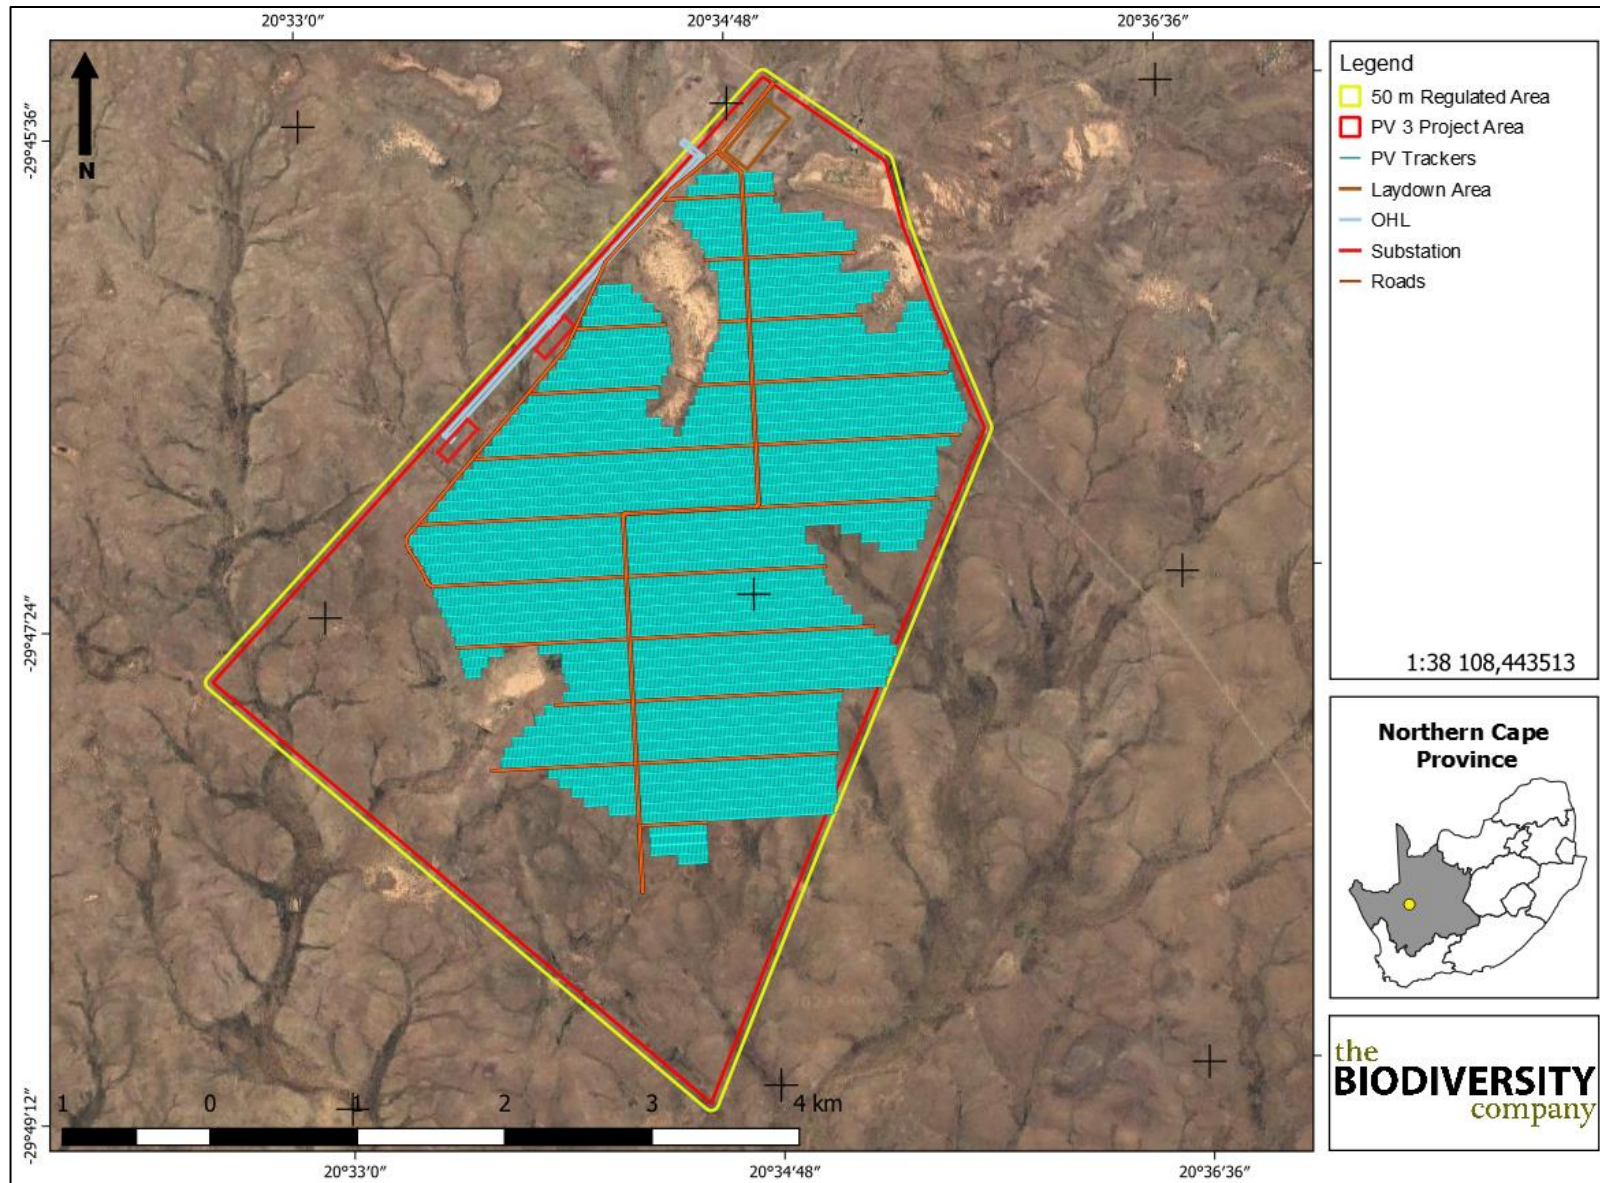 20°33′0″
20°34′48″
20°36′36″
-29°45′36″
-29°47′24″
-29°49′12″
N
1 0 1 2 3 4 km
20°33′0″
20°34′48″
20°36′36″
Legend
50 m Regulated Area
PV 3 Project Area
PV Trackers
Laydown Area
OHL
Substation
Roads
1:38 108,443513
Northern Cape
Province
the
BIODIVERSITY
company